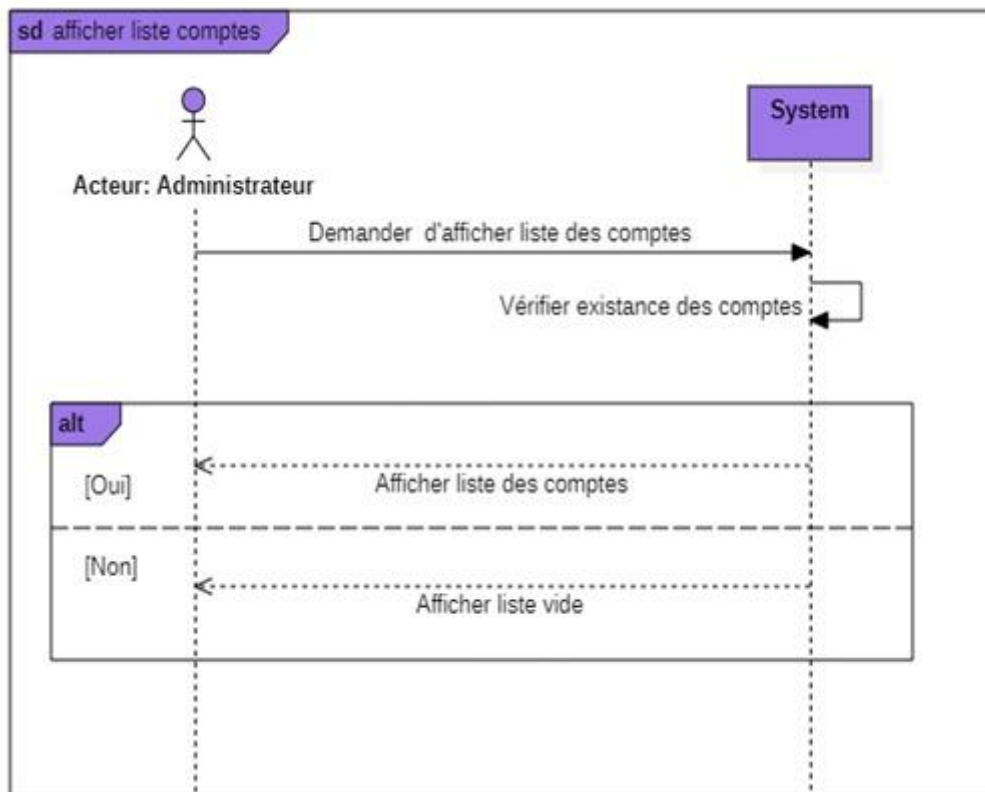 sd afficher liste comptes
System
Acteur: Administrateur
Demander d'afficher liste des comptes
Vérifier existance des comptes
alt
[Oui]
Afficher liste des comptes
[Non]
Afficher liste vide